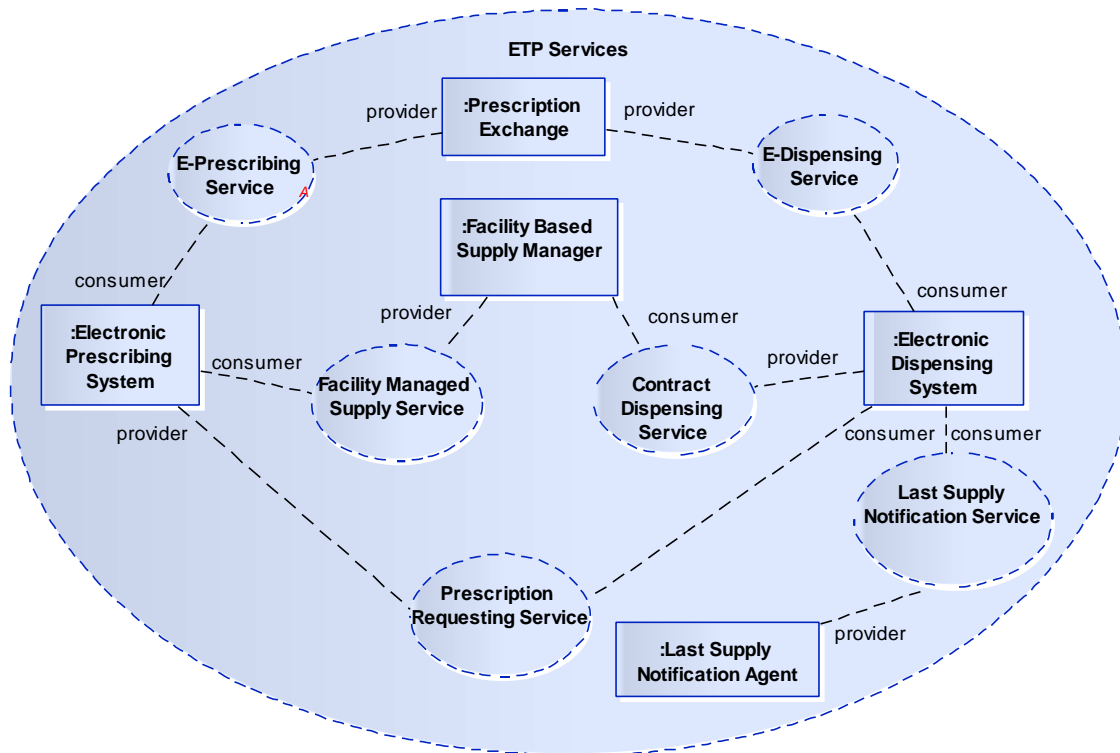 ETP Services
:Prescription
Exchange
provider
provider
E-Prescribing
Service
A
E-Dispensing
Service
:Facility Based
Supply Manager
consumer
provider
consumer
consumer
:Electronic
Prescribing
System
consumer
Facility Managed
Supply Service
Contract
Dispensing
Service
provider
:Electronic
Dispensing
System
provider
consumer
consumer
Last Supply
Notification Service
Prescription
Requesting Service
provider
:Last Supply
Notification Agent